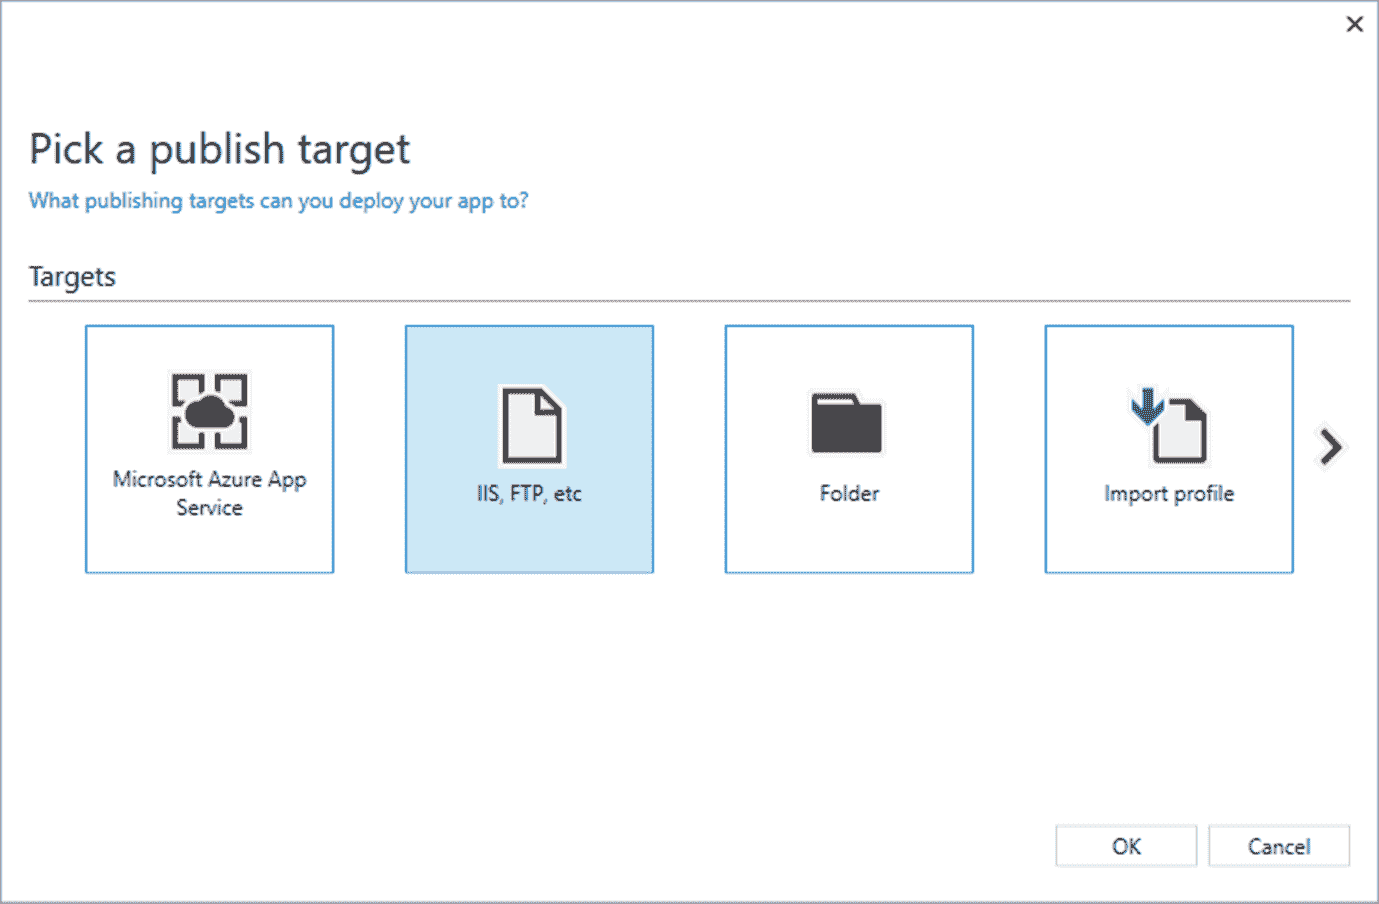 Pick a publish target
What publishing targets can you deploy your app to?
Targets
Microsoft Azure App
Service
IIS, FTP, etc
Folder
Import profile
OK
Cancel